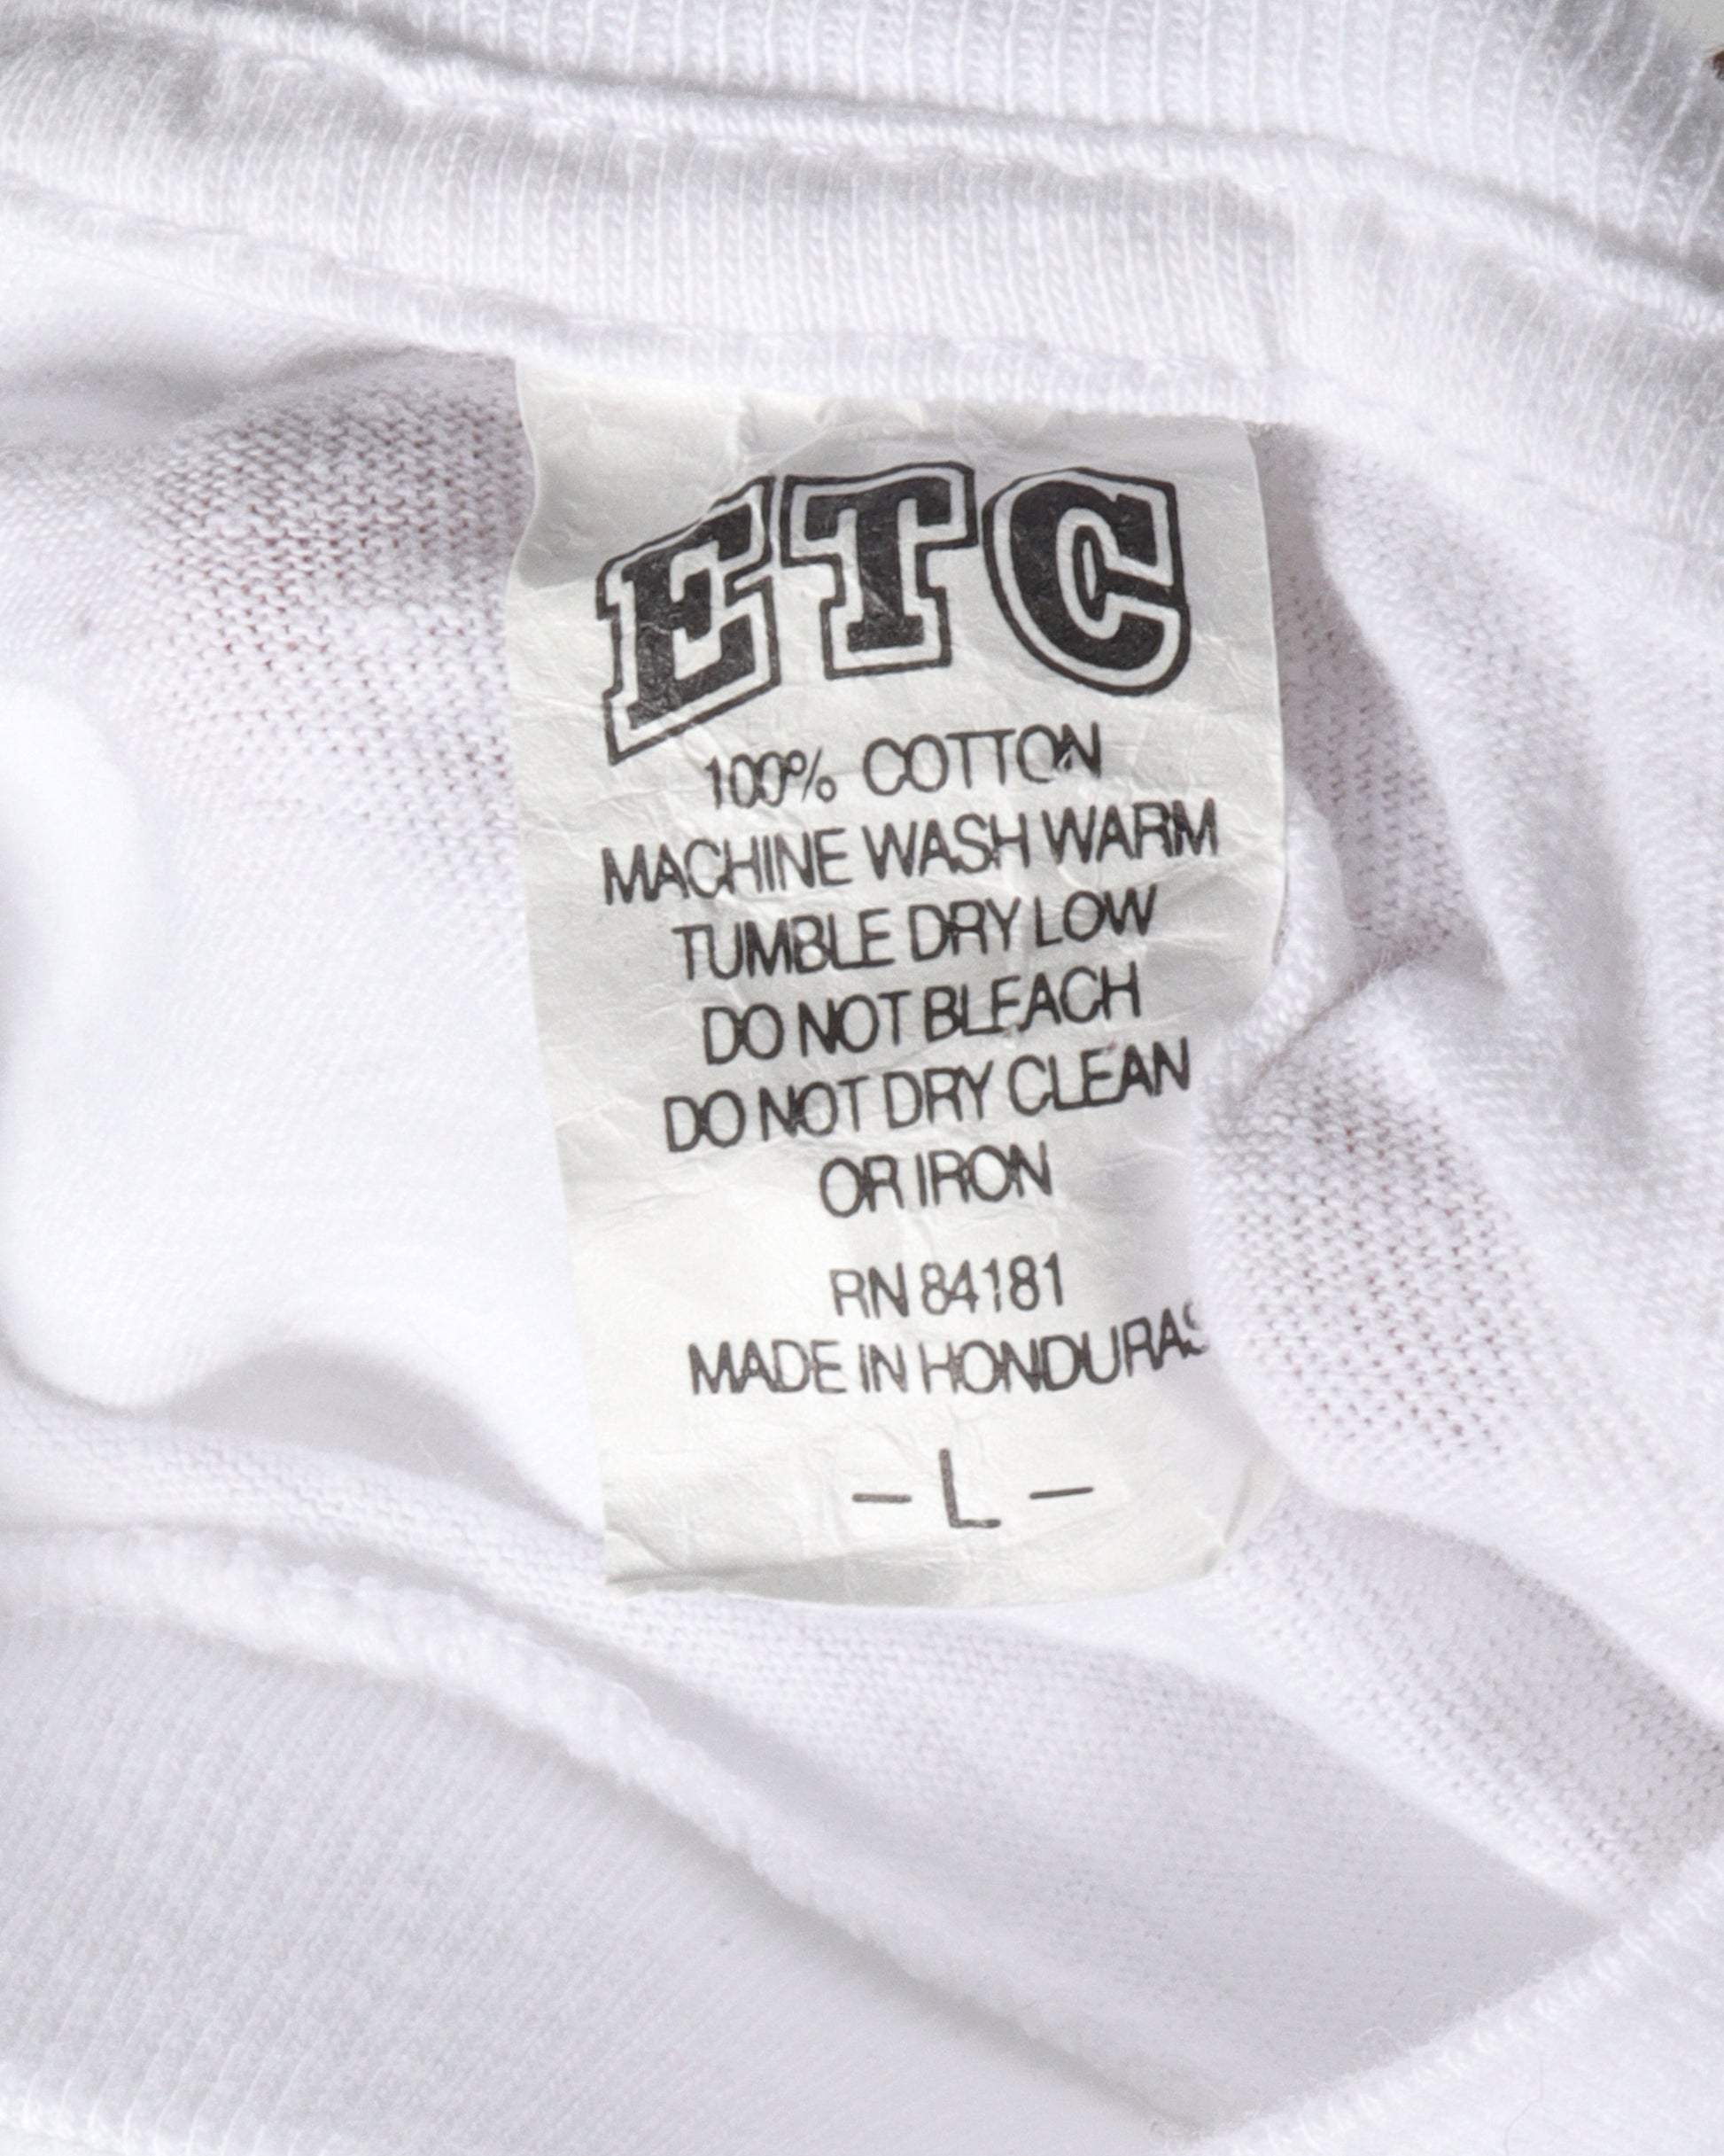 ETC
100% COTTON
MACHINE WASH WARM
TUMBLE DRY LOW
DO NOT BLEACH
DO NOT DRY CLEAN
OR IRON
RN 84181
MADE IN HONDURAS
– L –